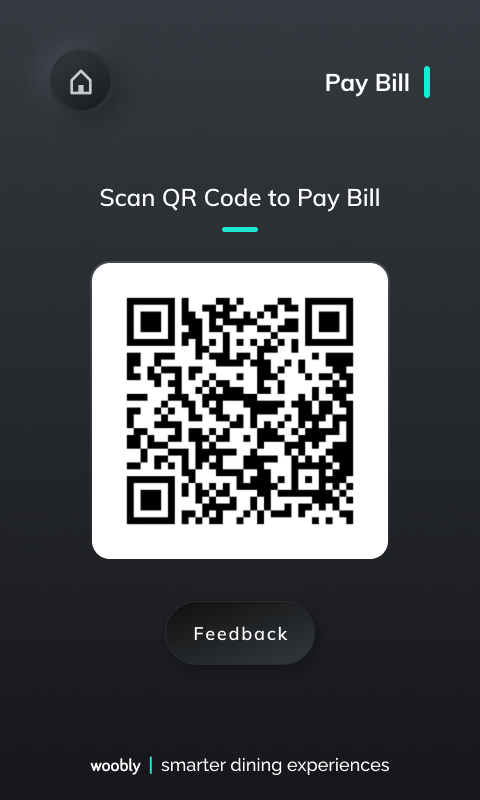 Pay Bill
Scan QR Code to Pay Bill
Feedback
woobly | smarter dining experiences